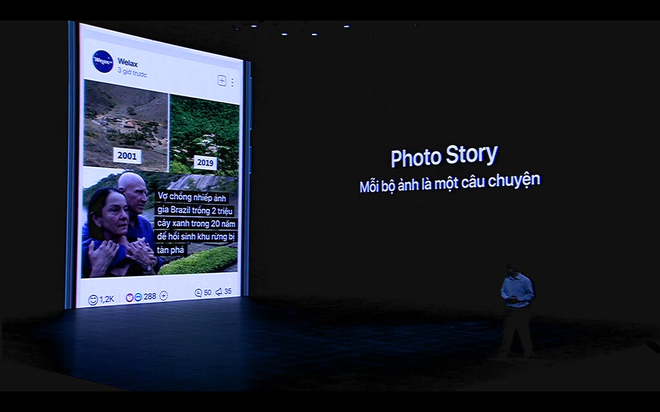 Welax
Welax
3 giờ trước
2001
2019
Vợ chồng nhiếp ảnh
gia Brazil trồng 2 triệu
cây xanh trong 20 năm
để hồi sinh khu rừng bị
tàn phá
1,2K
288
50
35
Photo Story
Mỗi bộ ảnh là một câu chuyện